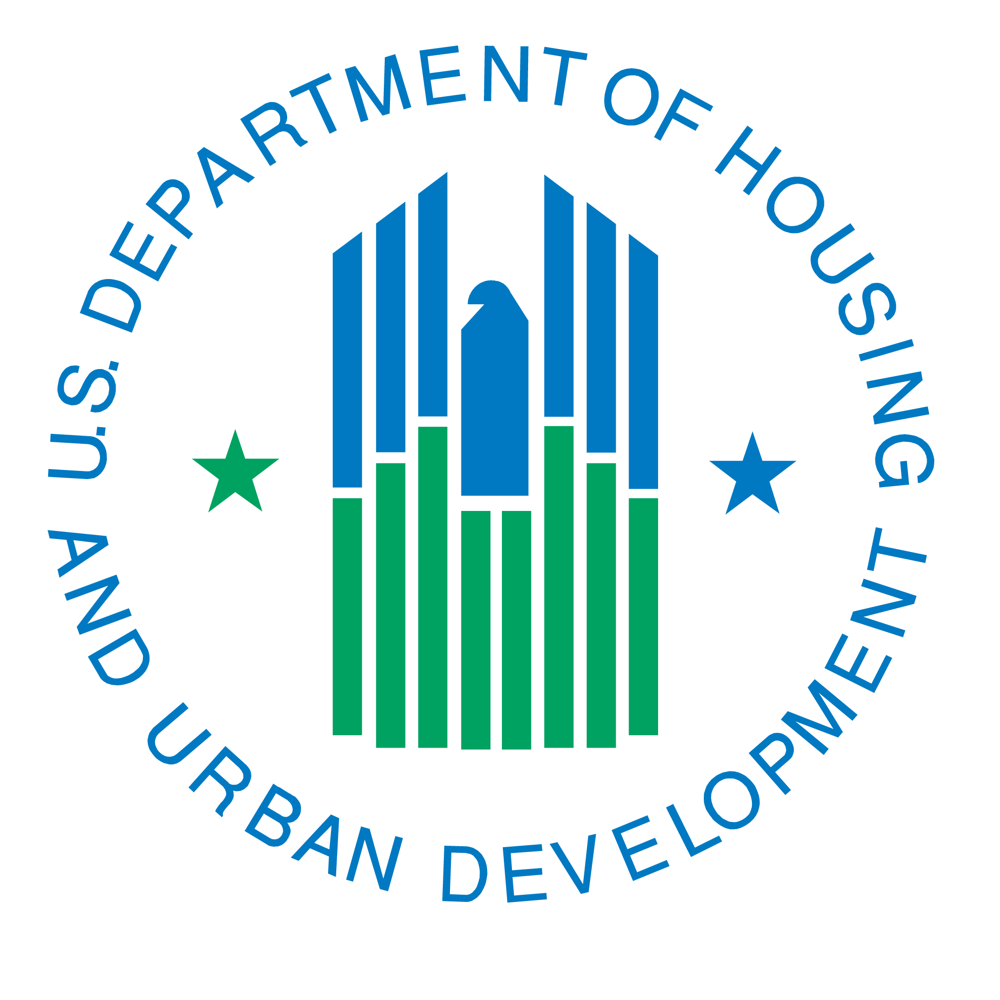 U.S. DEPARTMENT OF HOUSING
AND URBAN DEVELOPMENT